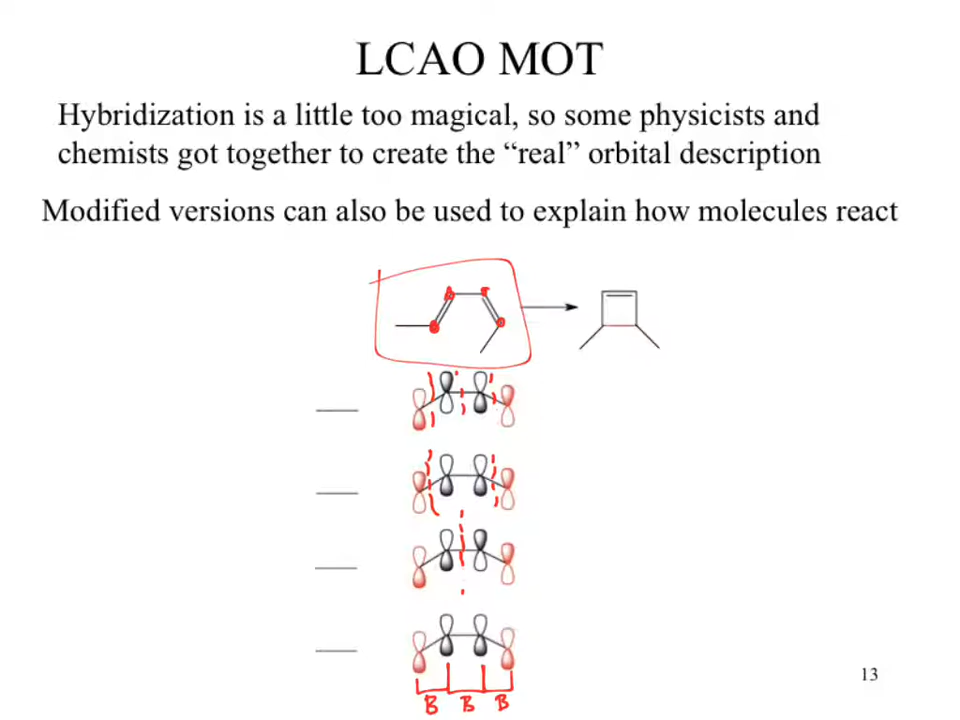 LCAO MOT
Hybridization is a little too magical, so some physicists and
chemists got together to create the “real” orbital description
Modified versions can also be used to explain how molecules react
13
B B B